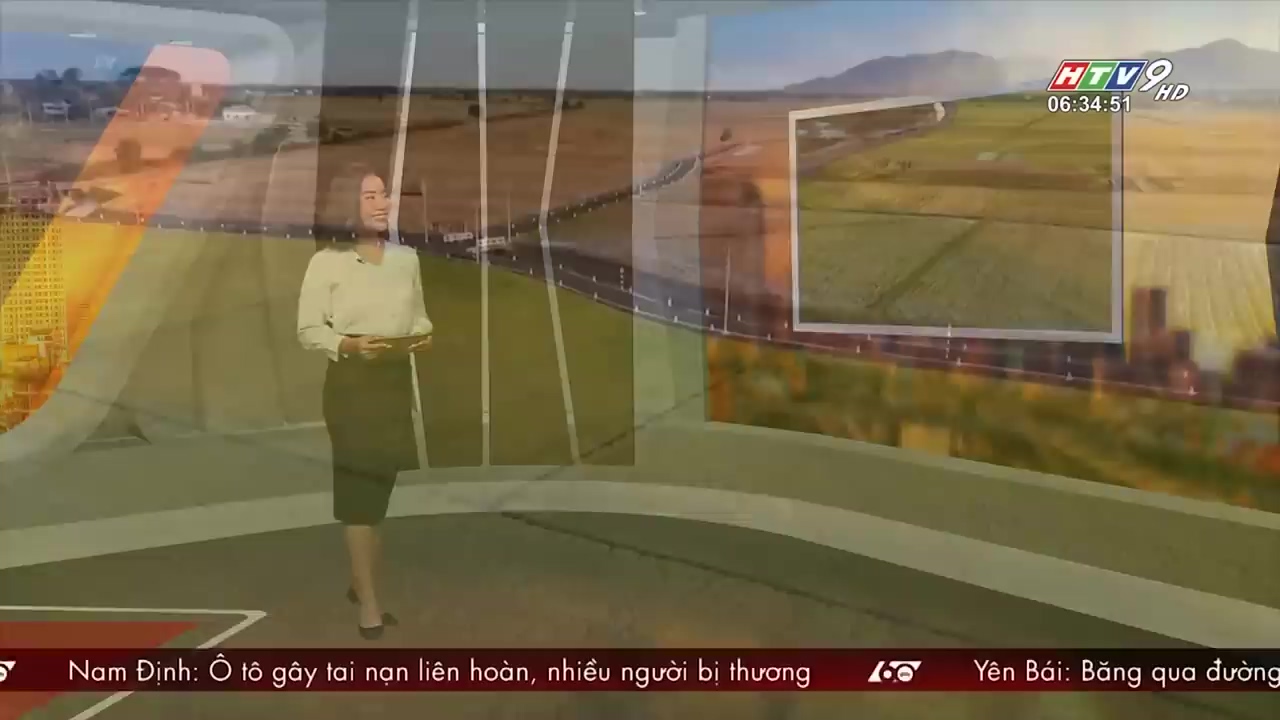 HTV9 HD
06:34:51
Nam Định: Ô tô gây tai nạn liên hoàn, nhiều người bị thương 60 Yên Bái: Băng qua đường